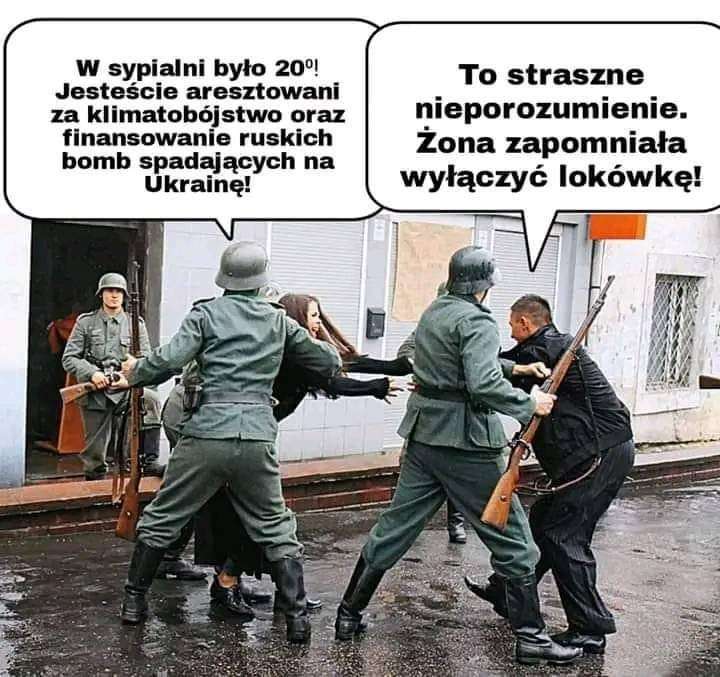 W sypialni było 20⁰!
Jesteście aresztowani
za klimatobójstwo oraz
finansowanie ruskich
bomb spadających na
Ukrainę!
To straszne
nieporozumienie.
Żona zapomniała
wyłączyć lokówkę!